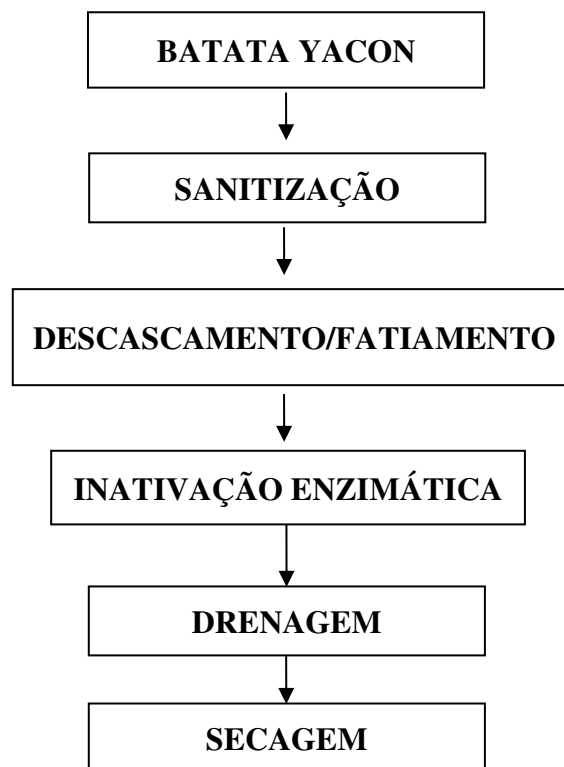 BATATA YACON
SANITIZAÇÃO
DESCASCAMENTO/FATIAMENTO
INATIVAÇÃO ENZIMÁTICA
DRENAGEM
SECAGEM